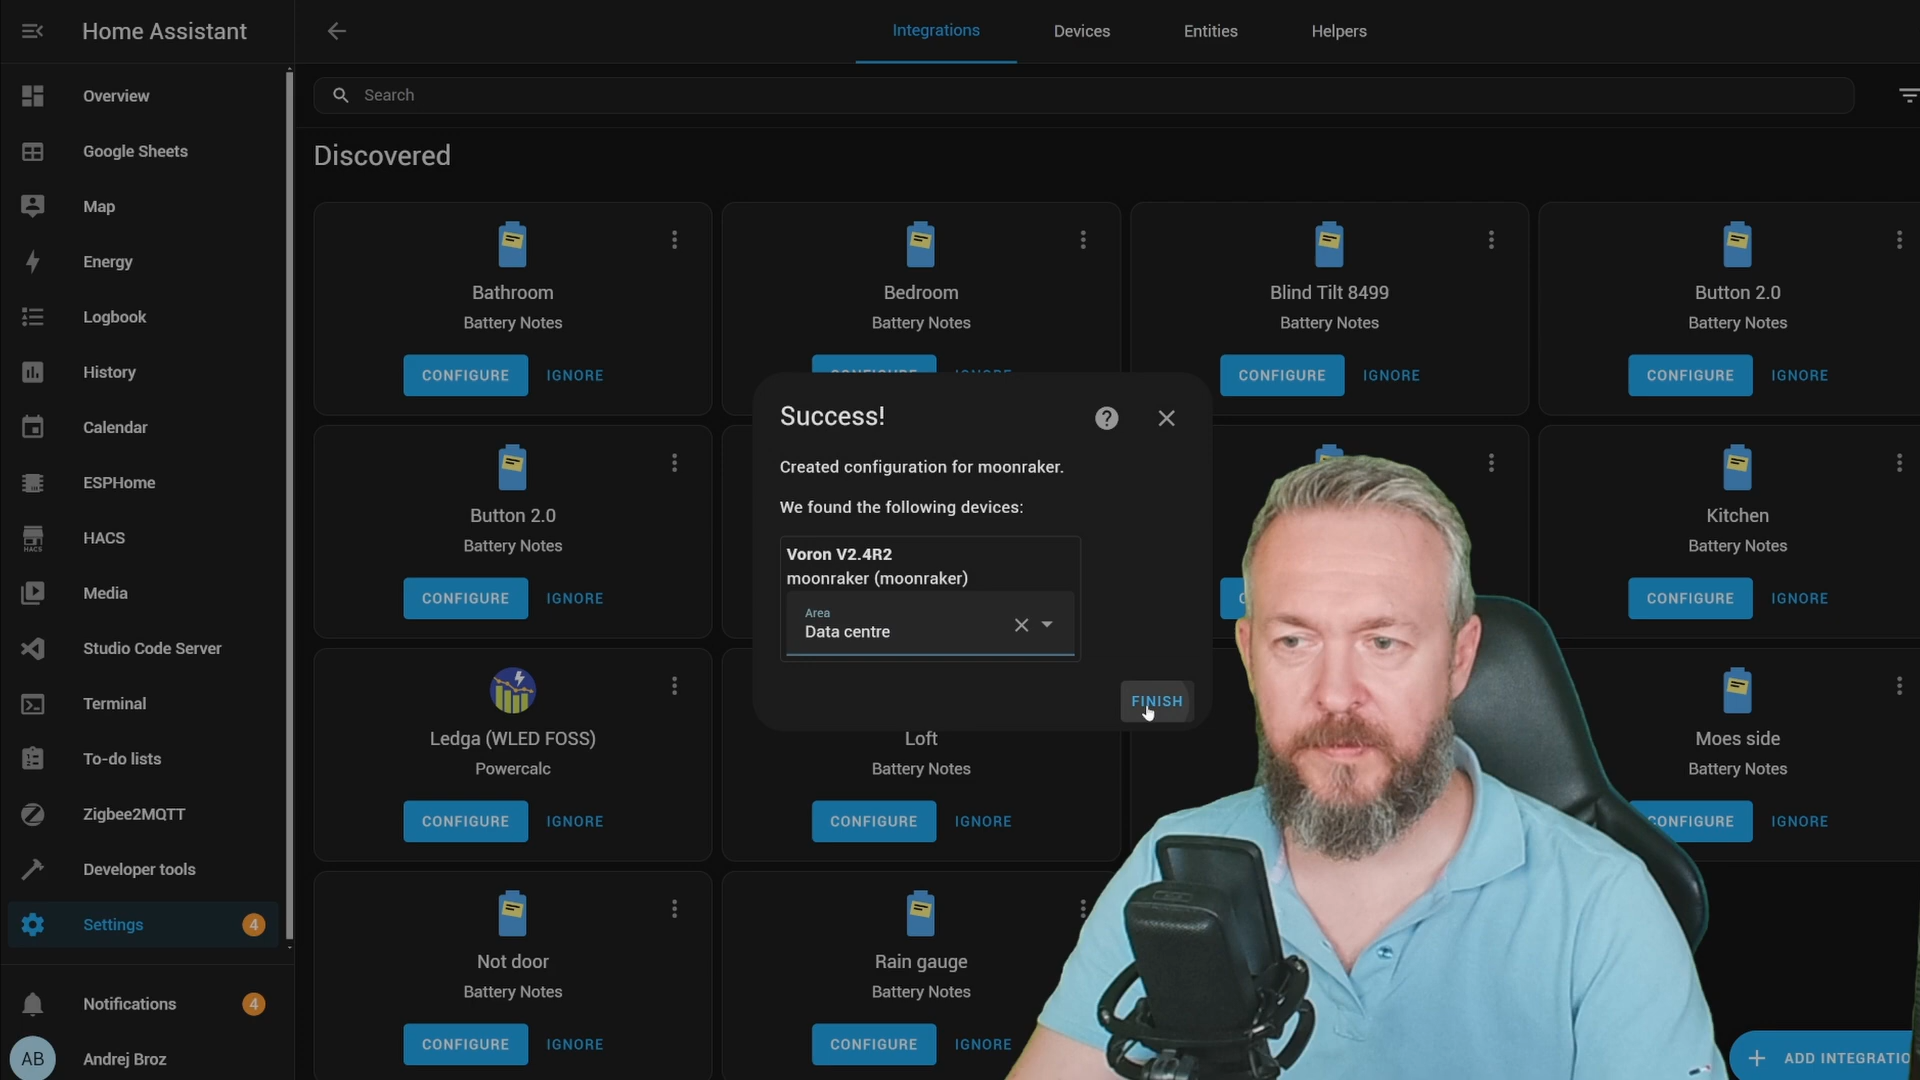 Home Assistant
Overview
Google Sheets
Map
Energy
Logbook
History
Calendar
ESPHome
HACS
HACS
Media
Studio Code Server
Terminal
To-do lists
Zigbee2MQTT
Developer tools
Settings
4
Notifications
4
AB
Andrej Broz
Integrations
Devices
Entities
Helpers
Search
Discovered
Bathroom
Battery Notes
CONFIGURE IGNORE
Bedroom
Battery Notes
CONFIGURE IGNORE
Blind Tilt 8499
Battery Notes
CONFIGURE IGNORE
Button 2.0
Battery Notes
CONFIGURE IGNORE
Button 2.0
Battery Notes
CONFIGURE IGNORE
Kitchen
Battery Notes
CONFIGURE IGNORE
Ledga (WLED FOSS)
Powercalc
CONFIGURE IGNORE
Loft
Battery Notes
CONFIGURE IGNORE
Moes side
Battery Notes
CONFIGURE IGNORE
Not door
Battery Notes
CONFIGURE IGNORE
Rain gauge
Battery Notes
CONFIGURE IGNORE
Success!
Created configuration for moonraker.
We found the following devices:
Voron V2.4R2
moonraker (moonraker)
Area
Data centre
FINISH
ADD INTEGRATIO